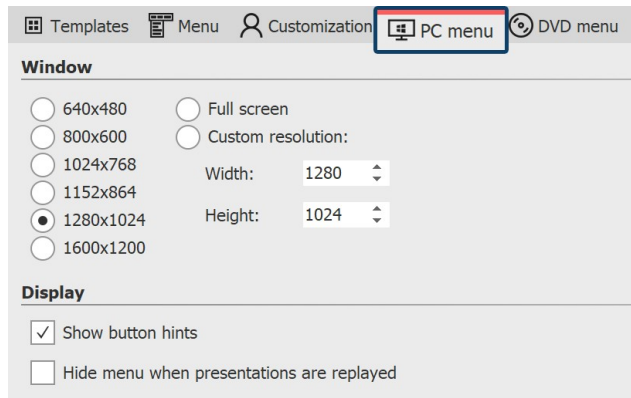 Templates Menu Customization PC menu DVD menu
Window
640x480
800x600
1024x768
1152x864
1280x1024
1600x1200
Full screen
Custom resolution:
Width: 1280
Height: 1024
Display
Show button hints
Hide menu when presentations are replayed